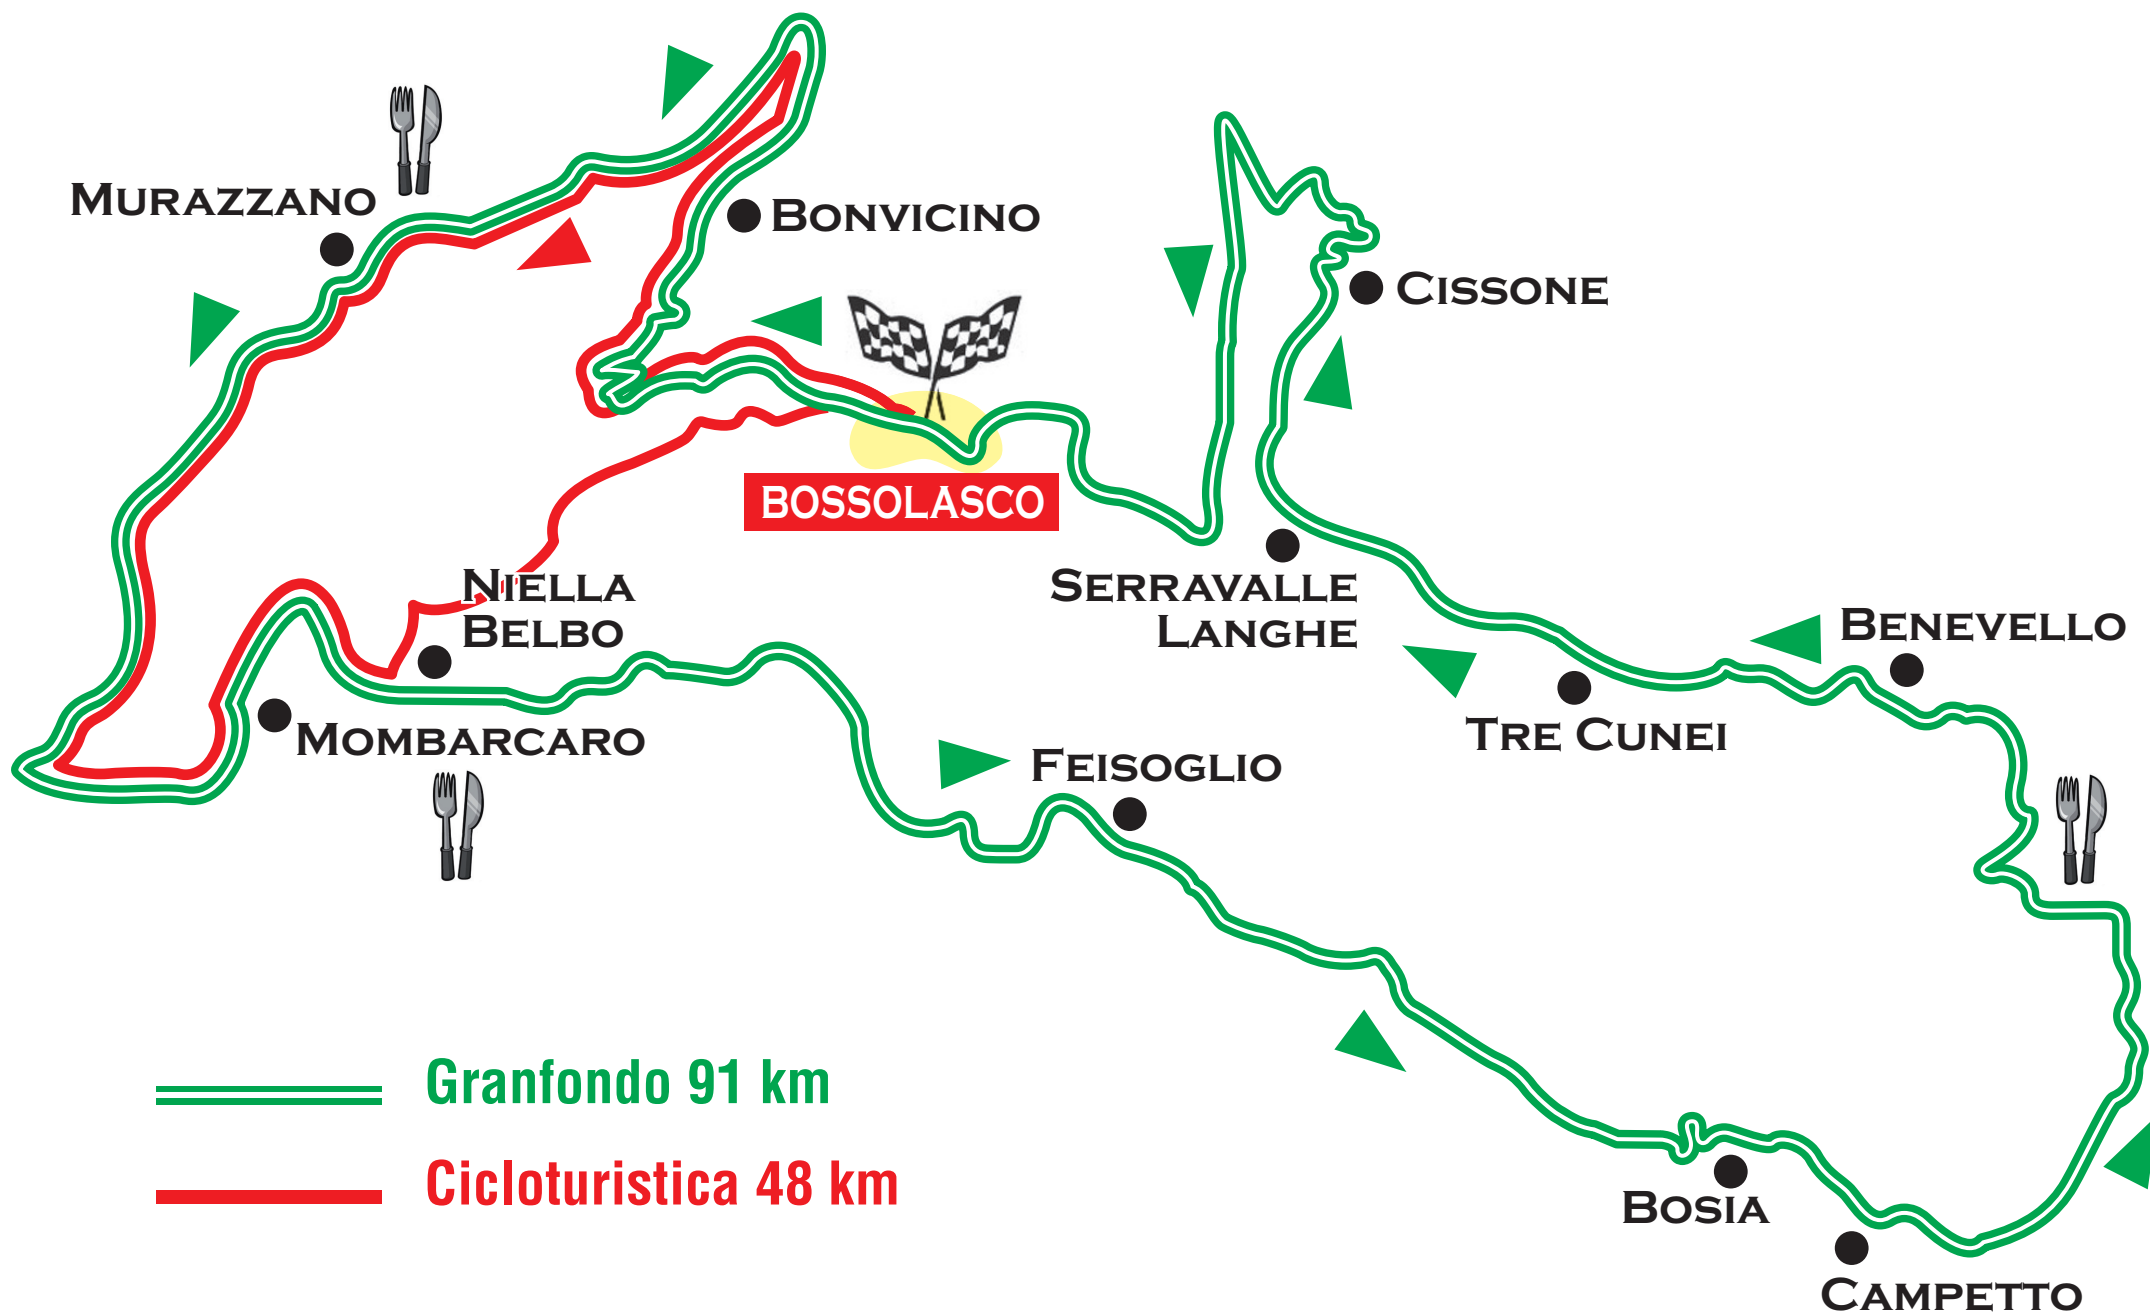 MURAZZANO
BONVICINO
CISSONE
BOSSOLASCO
NIELLA
BELBO
SERRAVALLE
LANGHE
BENEVELLO
TRE CUNEI
MOMBARCARO
FEISOGLIO
Granfondo 91 km
Cicloturistica 48 km
BOSIA
CAMPETTO